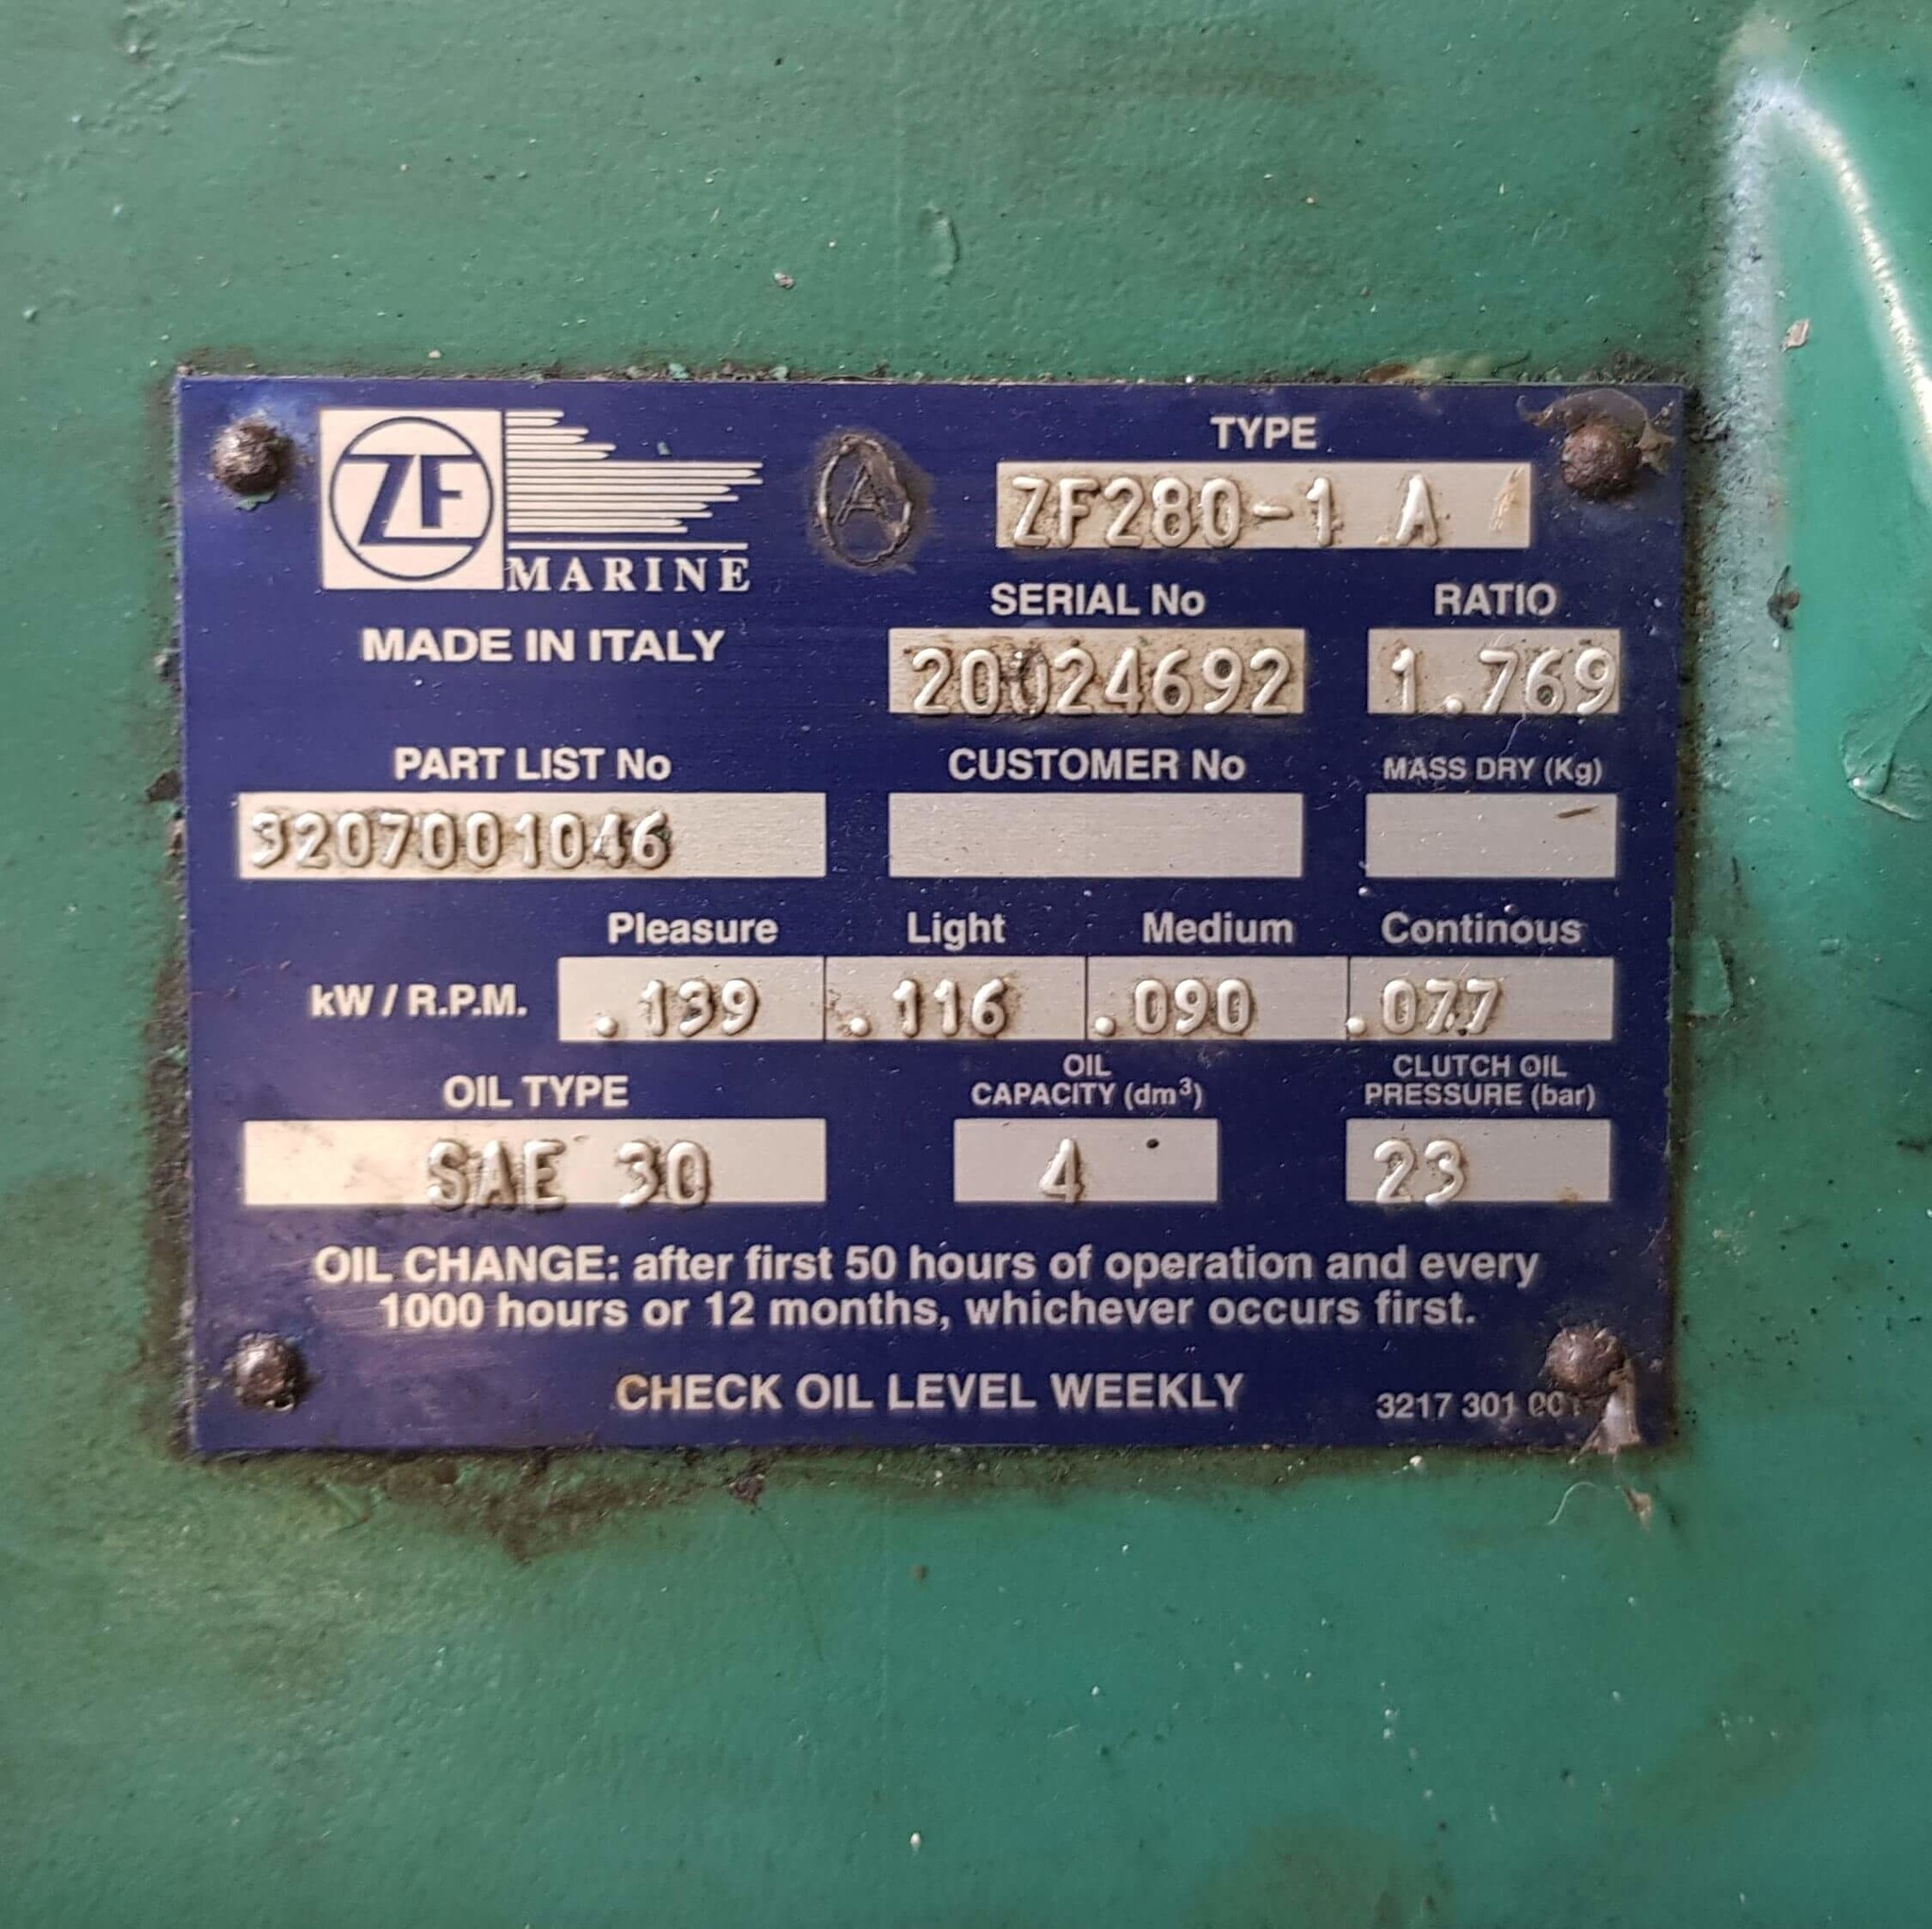 ZF
MARINE
A
TYPE
ZF280-1 A
MADE IN ITALY
SERIAL No
RATIO
20024692
1.769
PART LIST No
CUSTOMER No
MASS DRY (Kg)
3207001046
Pleasure
Light
Medium
Continous
kW / R.P.M.
.139
.116
.090
.077
OIL TYPE
OIL
CAPACITY (dm³)
CLUTCH OIL
PRESSURE (bar)
SAE 30
4
23
OIL CHANGE: after first 50 hours of operation and every
1000 hours or 12 months, whichever occurs first.
CHECK OIL LEVEL WEEKLY
3217 301